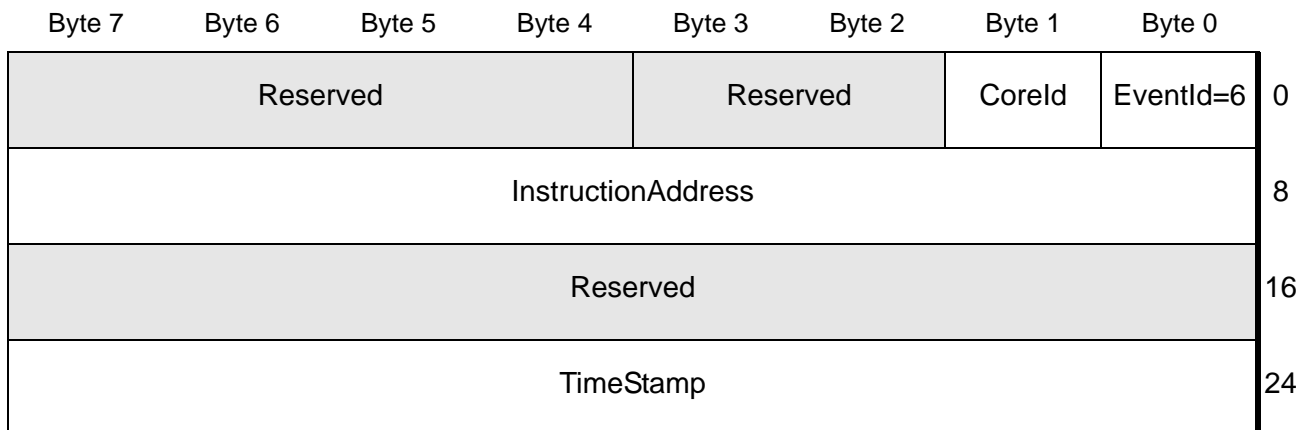 Byte 7 Byte 6 Byte 5 Byte 4 Byte 3 Byte 2 Byte 1 Byte 0
Reserved Reserved CoreId EventId=6 0
InstructionAddress 8
Reserved 16
TimeStamp 24